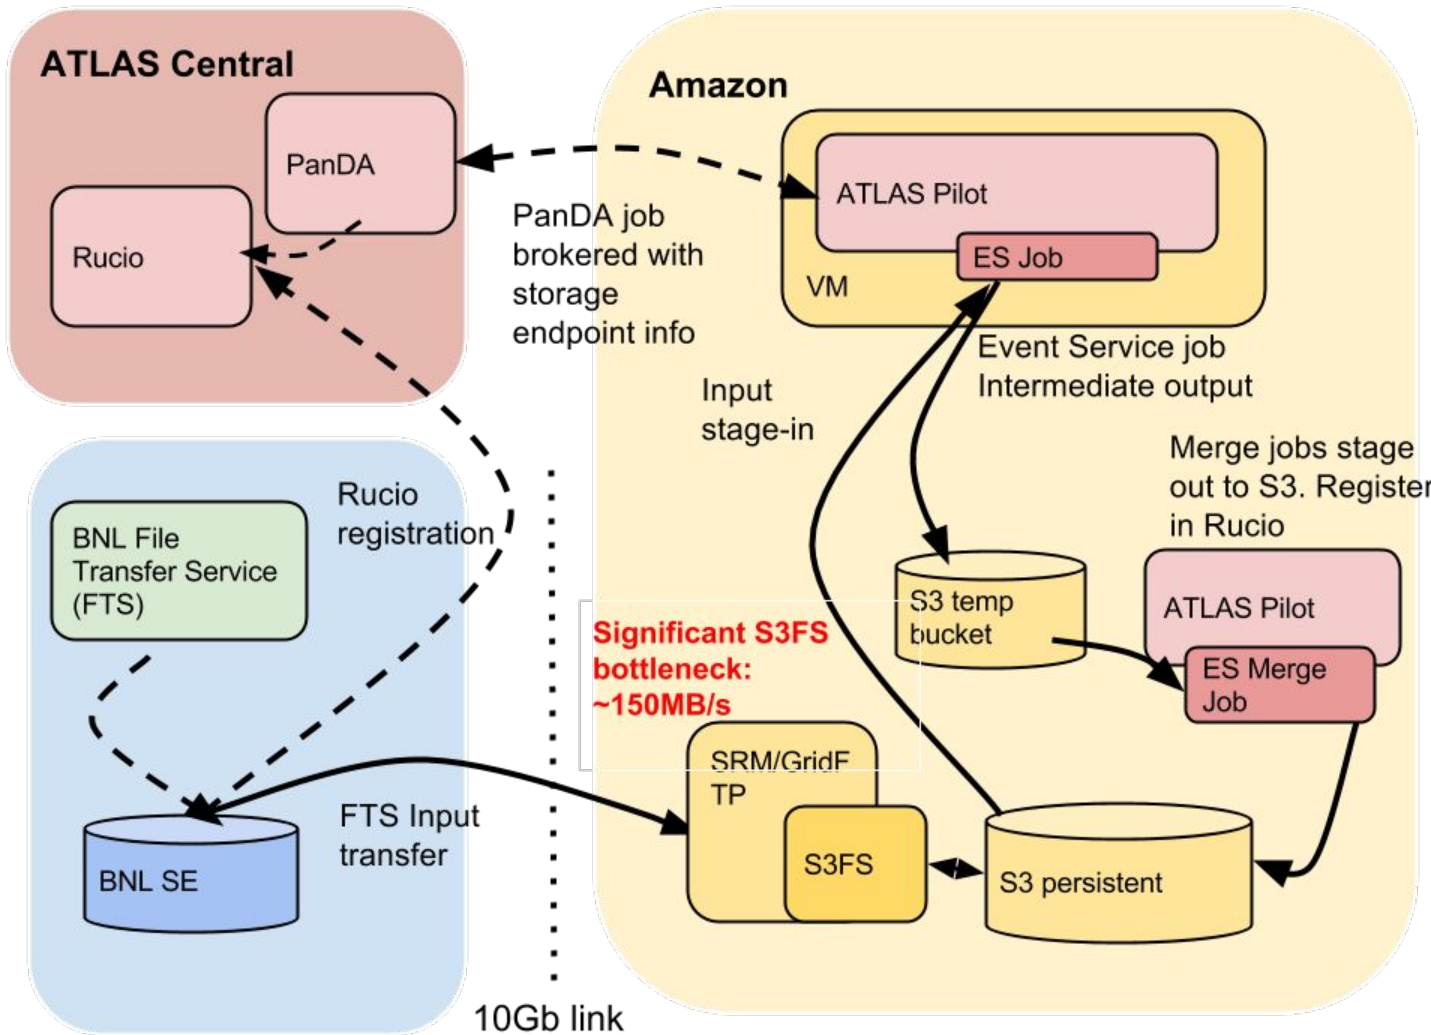 ATLAS Central
PanDA
Rucio
Amazon
ATLAS Pilot
ES Job
VM
PanDA job
brokered with
storage
endpoint info
Event Service job
Intermediate output
Input
stage-in
Merge jobs stage
out to S3. Register
in Rucio
Rucio
registration
BNL File
Transfer Service
(FTS)
S3 temp
bucket
ATLAS Pilot
ES Merge
Job
Significant S3FS
bottleneck:
~150MB/s
SRM/GridF
TP
S3FS
S3 persistent
FTS Input
transfer
BNL SE
10Gb link